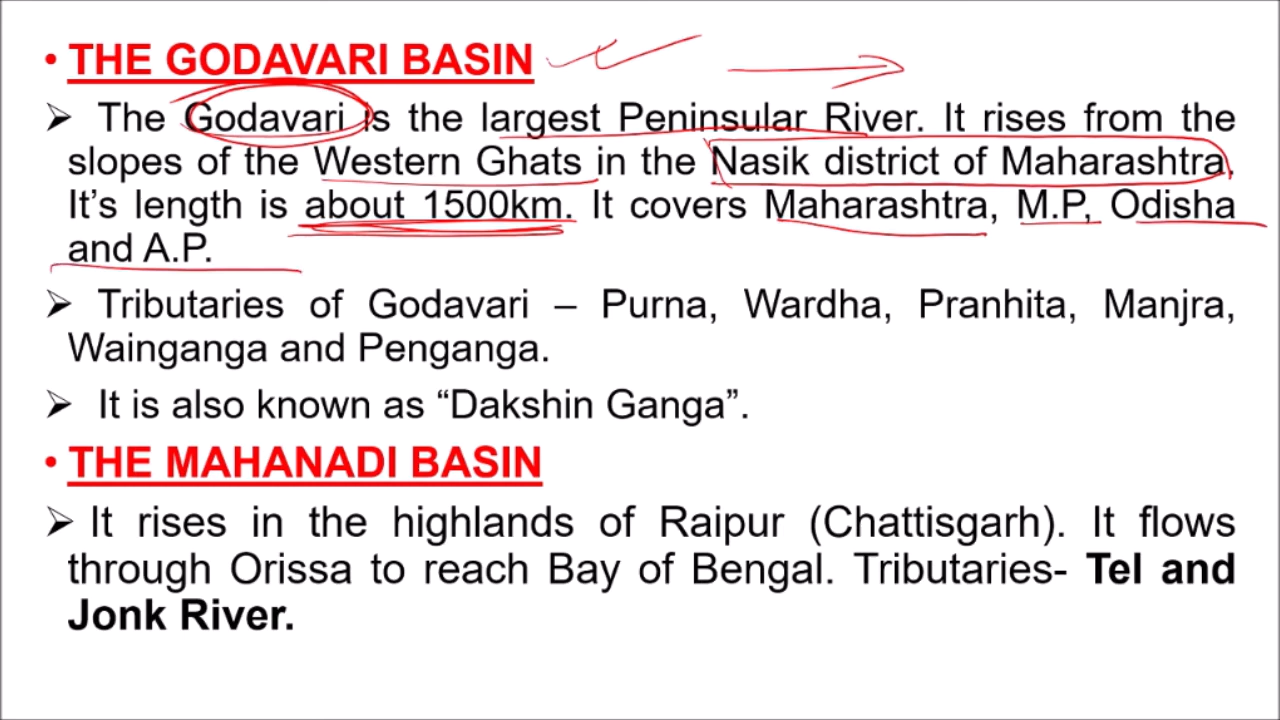 • THE GODAVARI BASIN
➢ The Godavari is the largest Peninsular River. It rises from the
slopes of the Western Ghats in the Nasik district of Maharashtra.
It’s length is about 1500km. It covers Maharashtra, M.P, Odisha
and A.P.
➢ Tributaries of Godavari – Purna, Wardha, Pranhita, Manjra,
Wainganga and Penganga.
➢ It is also known as “Dakshin Ganga”.
• THE MAHANADI BASIN
➢ It rises in the highlands of Raipur (Chattisgarh). It flows
through Orissa to reach Bay of Bengal. Tributaries- Tel and
Jonk River.